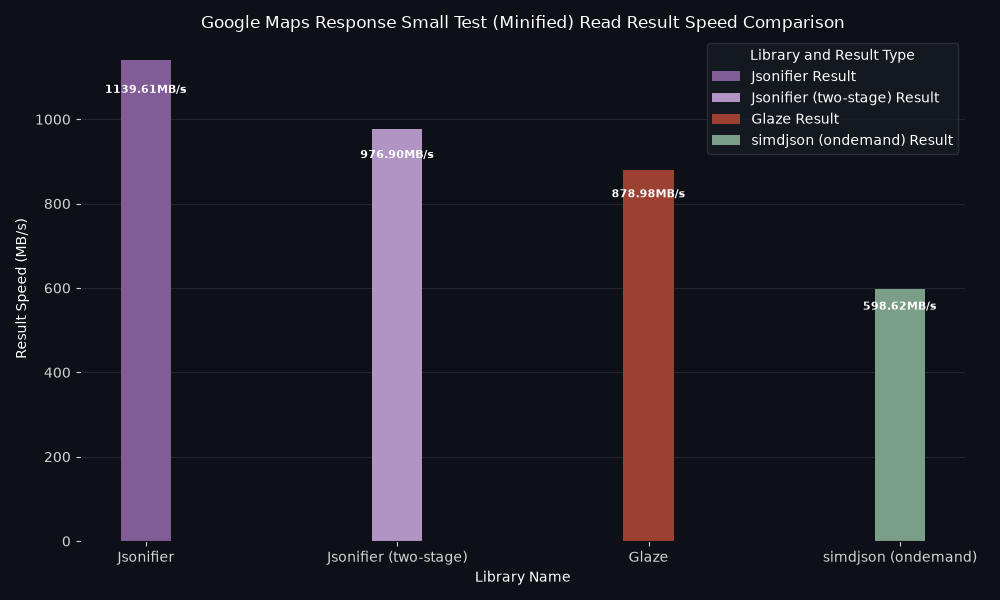 Google Maps Response Small Test (Minified) Read Result Speed Comparison
Library and Result Type
Jsonifier Result
Jsonifier (two-stage) Result
Glaze Result
simdjson (ondemand) Result
1139.61MB/s
976.90MB/s
878.98MB/s
598.62MB/s
Result Speed (MB/s)
1000
800
600
400
200
0
Jsonifier
Jsonifier (two-stage)
Glaze
simdjson (ondemand)
Library Name